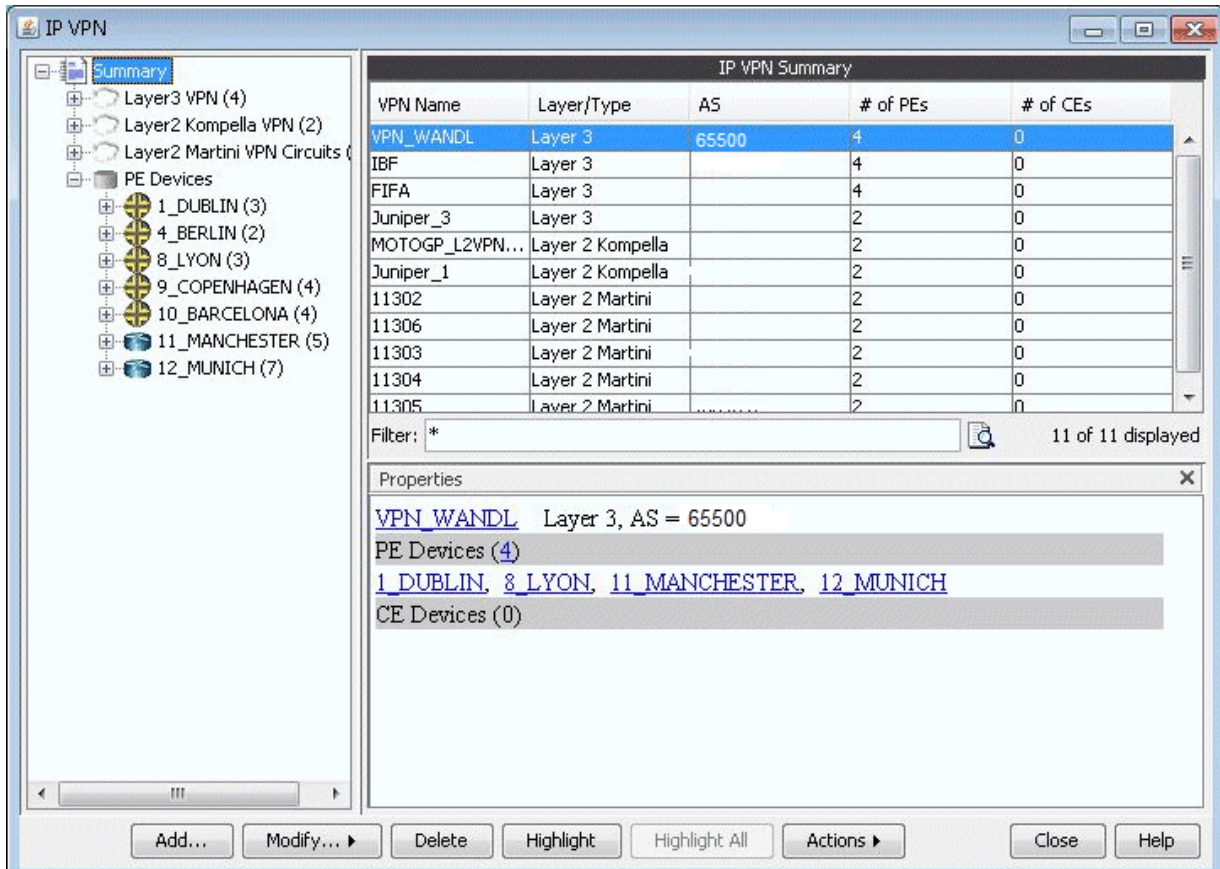 IP VPN
Summary
Layer3 VPN (4)
Layer2 Kompella VPN (2)
Layer2 Martini VPN Circuits (
PE Devices
1_DUBLIN (3)
4_BERLIN (2)
8_LYON (3)
9_COPENHAGEN (4)
10_BARCELONA (4)
11_MANCHESTER (5)
12_MUNICH (7)
IP VPN Summary
VPN Name Layer/Type AS # of PEs # of CEs
VPN_WANDL Layer 3 65500 4 0
IBF Layer 3 4 0
FIFA Layer 3 4 0
Juniper_3 Layer 3 2 0
MOTOGP_L2VPN... Layer 2 Kompella 2 0
Juniper_1 Layer 2 Kompella 2 0
11302 Layer 2 Martini 2 0
11306 Layer 2 Martini 2 0
11303 Layer 2 Martini 2 0
11304 Layer 2 Martini 2 0
11305 Layer 2 Martini 2 0
Filter: * 11 of 11 displayed
Properties
VPN_WANDL Layer 3, AS = 65500
PE Devices (4)
1_DUBLIN, 8_LYON, 11_MANCHESTER, 12_MUNICH
CE Devices (0)
Add... Modify... Delete Highlight Highlight All Actions Close Help